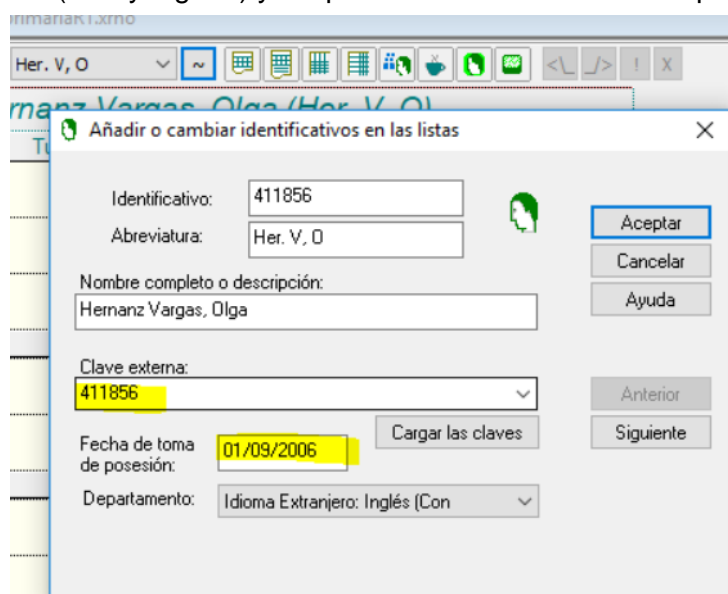 primariaRT.xrho
Her. V, O
~
<\_ _/> ! X
Hernanz Vargas, Olga (Her. V, O)
Añadir o cambiar identificativos en las listas
Identificativo: 411856
Aceptar
Abreviatura: Her. V, O
Cancelar
Nombre completo o descripción:
Ayuda
Hernanz Vargas, Olga
Clave externa:
411856
Anterior
Cargar las claves
Siguiente
Fecha de toma
de posesión: 01/09/2006
Departamento: Idioma Extranjero: Inglés (Con